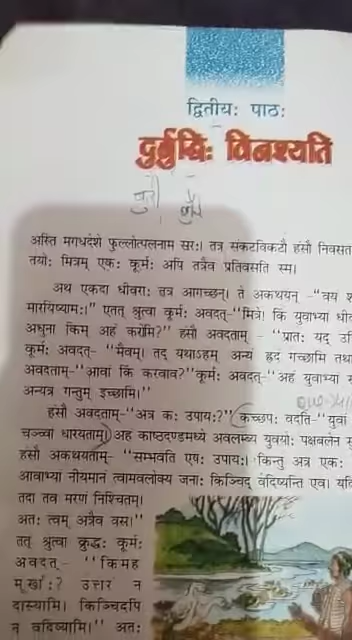 द्वितीयः पाठः
दुर्बुद्धिः विनश्यति
अस्ति मगधदेशे फुल्लोत्पलनाम सरः। तत्र संकटविकटौ हंसौ निवसत
तयोः मित्रम् एकः कूर्मः अपि तत्रैव प्रतिवसति स्म।
अथ एकदा धीवराः तत्र आगच्छन्। ते अकथयन् - "वयं श
मारयिष्यामः।" एतत् श्रुत्वा कूर्मः अवदत्-"मित्रे! किं युवाभ्यां धी
अधुना किम् अहं करोमि?" हंसौ अवदताम् - "प्रातः यद् उ
कूर्मः अवदत्- "मैवम्। तद् यथाऽहम् अन्यं ह्रदं गच्छामि तथा
अवदताम्-"आवां किं करवाव?" कूर्मः अवदत्-"अहं युवाभ्यां स
अन्यत्र गन्तुम् इच्छामि।"
हंसौ अवदताम्-"अत्र कः उपायः?" कच्छपः वदति-"युवां
चञ्च्वा धारयताम्। अहं काष्ठदण्डमध्ये अवलम्ब्य युवयोः पक्षबलेन सु
हंसौ अकथयताम्- "सम्भवति एषः उपायः। किन्तु अत्र एकः
आवाभ्यां नीयमानं त्वामवलोक्य जनाः किञ्चिद् वदिष्यन्ति एव। यदि
तदा तव मरणं निश्चितम्।
अतः त्वम् अत्रैव वस।"
तत् श्रुत्वा क्रुद्धः कूर्मः
अवदत्- "किमहं
मूर्खः? उत्तरं न
दास्यामि। किञ्चिदपि
न वदिष्यामि।" अतः